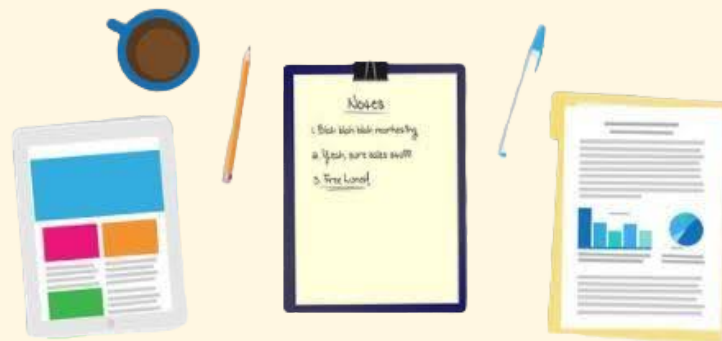 Notes
1. Blah blah blah marketing
2. Yeah, sure sales stuff
3. Free Lunch!